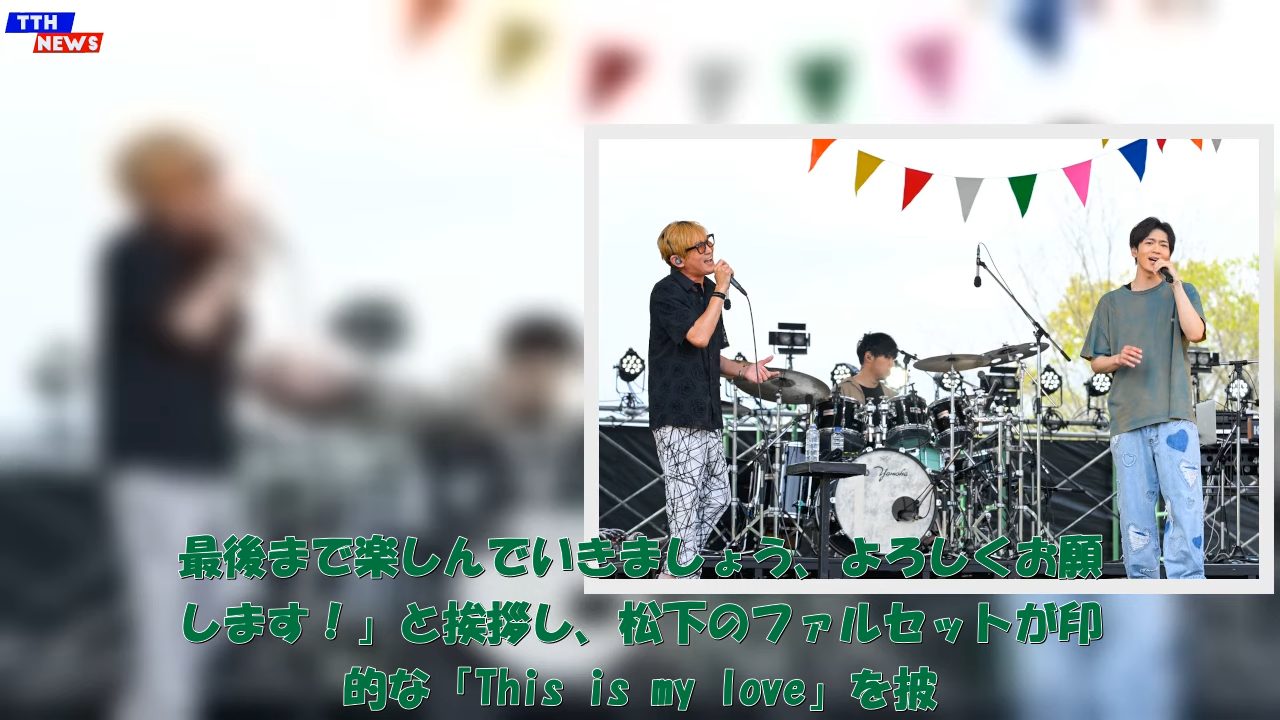 TTH
NEWS
Yamaha
最後まで楽しんでいきましょう、よろしくお願
します！」と挨拶し、松下のファルセットが印
的な「This is my love」を披